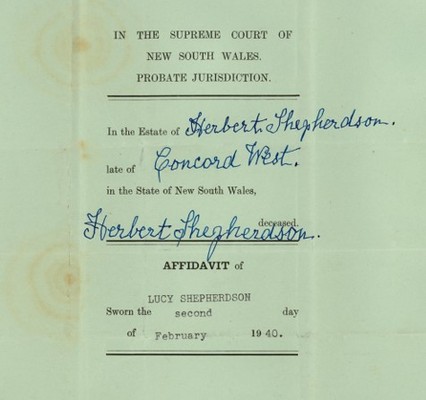 IN THE SUPREME COURT OF
NEW SOUTH WALES.
PROBATE JURISDICTION.
In the Estate of Herbert Shepherdson.
late of Concord West.
in the State of New South Wales,
deceased.
Herbert Shepherdson.
AFFIDAVIT of
LUCY SHEPHERDSON
Sworn the second day
of February 1940.